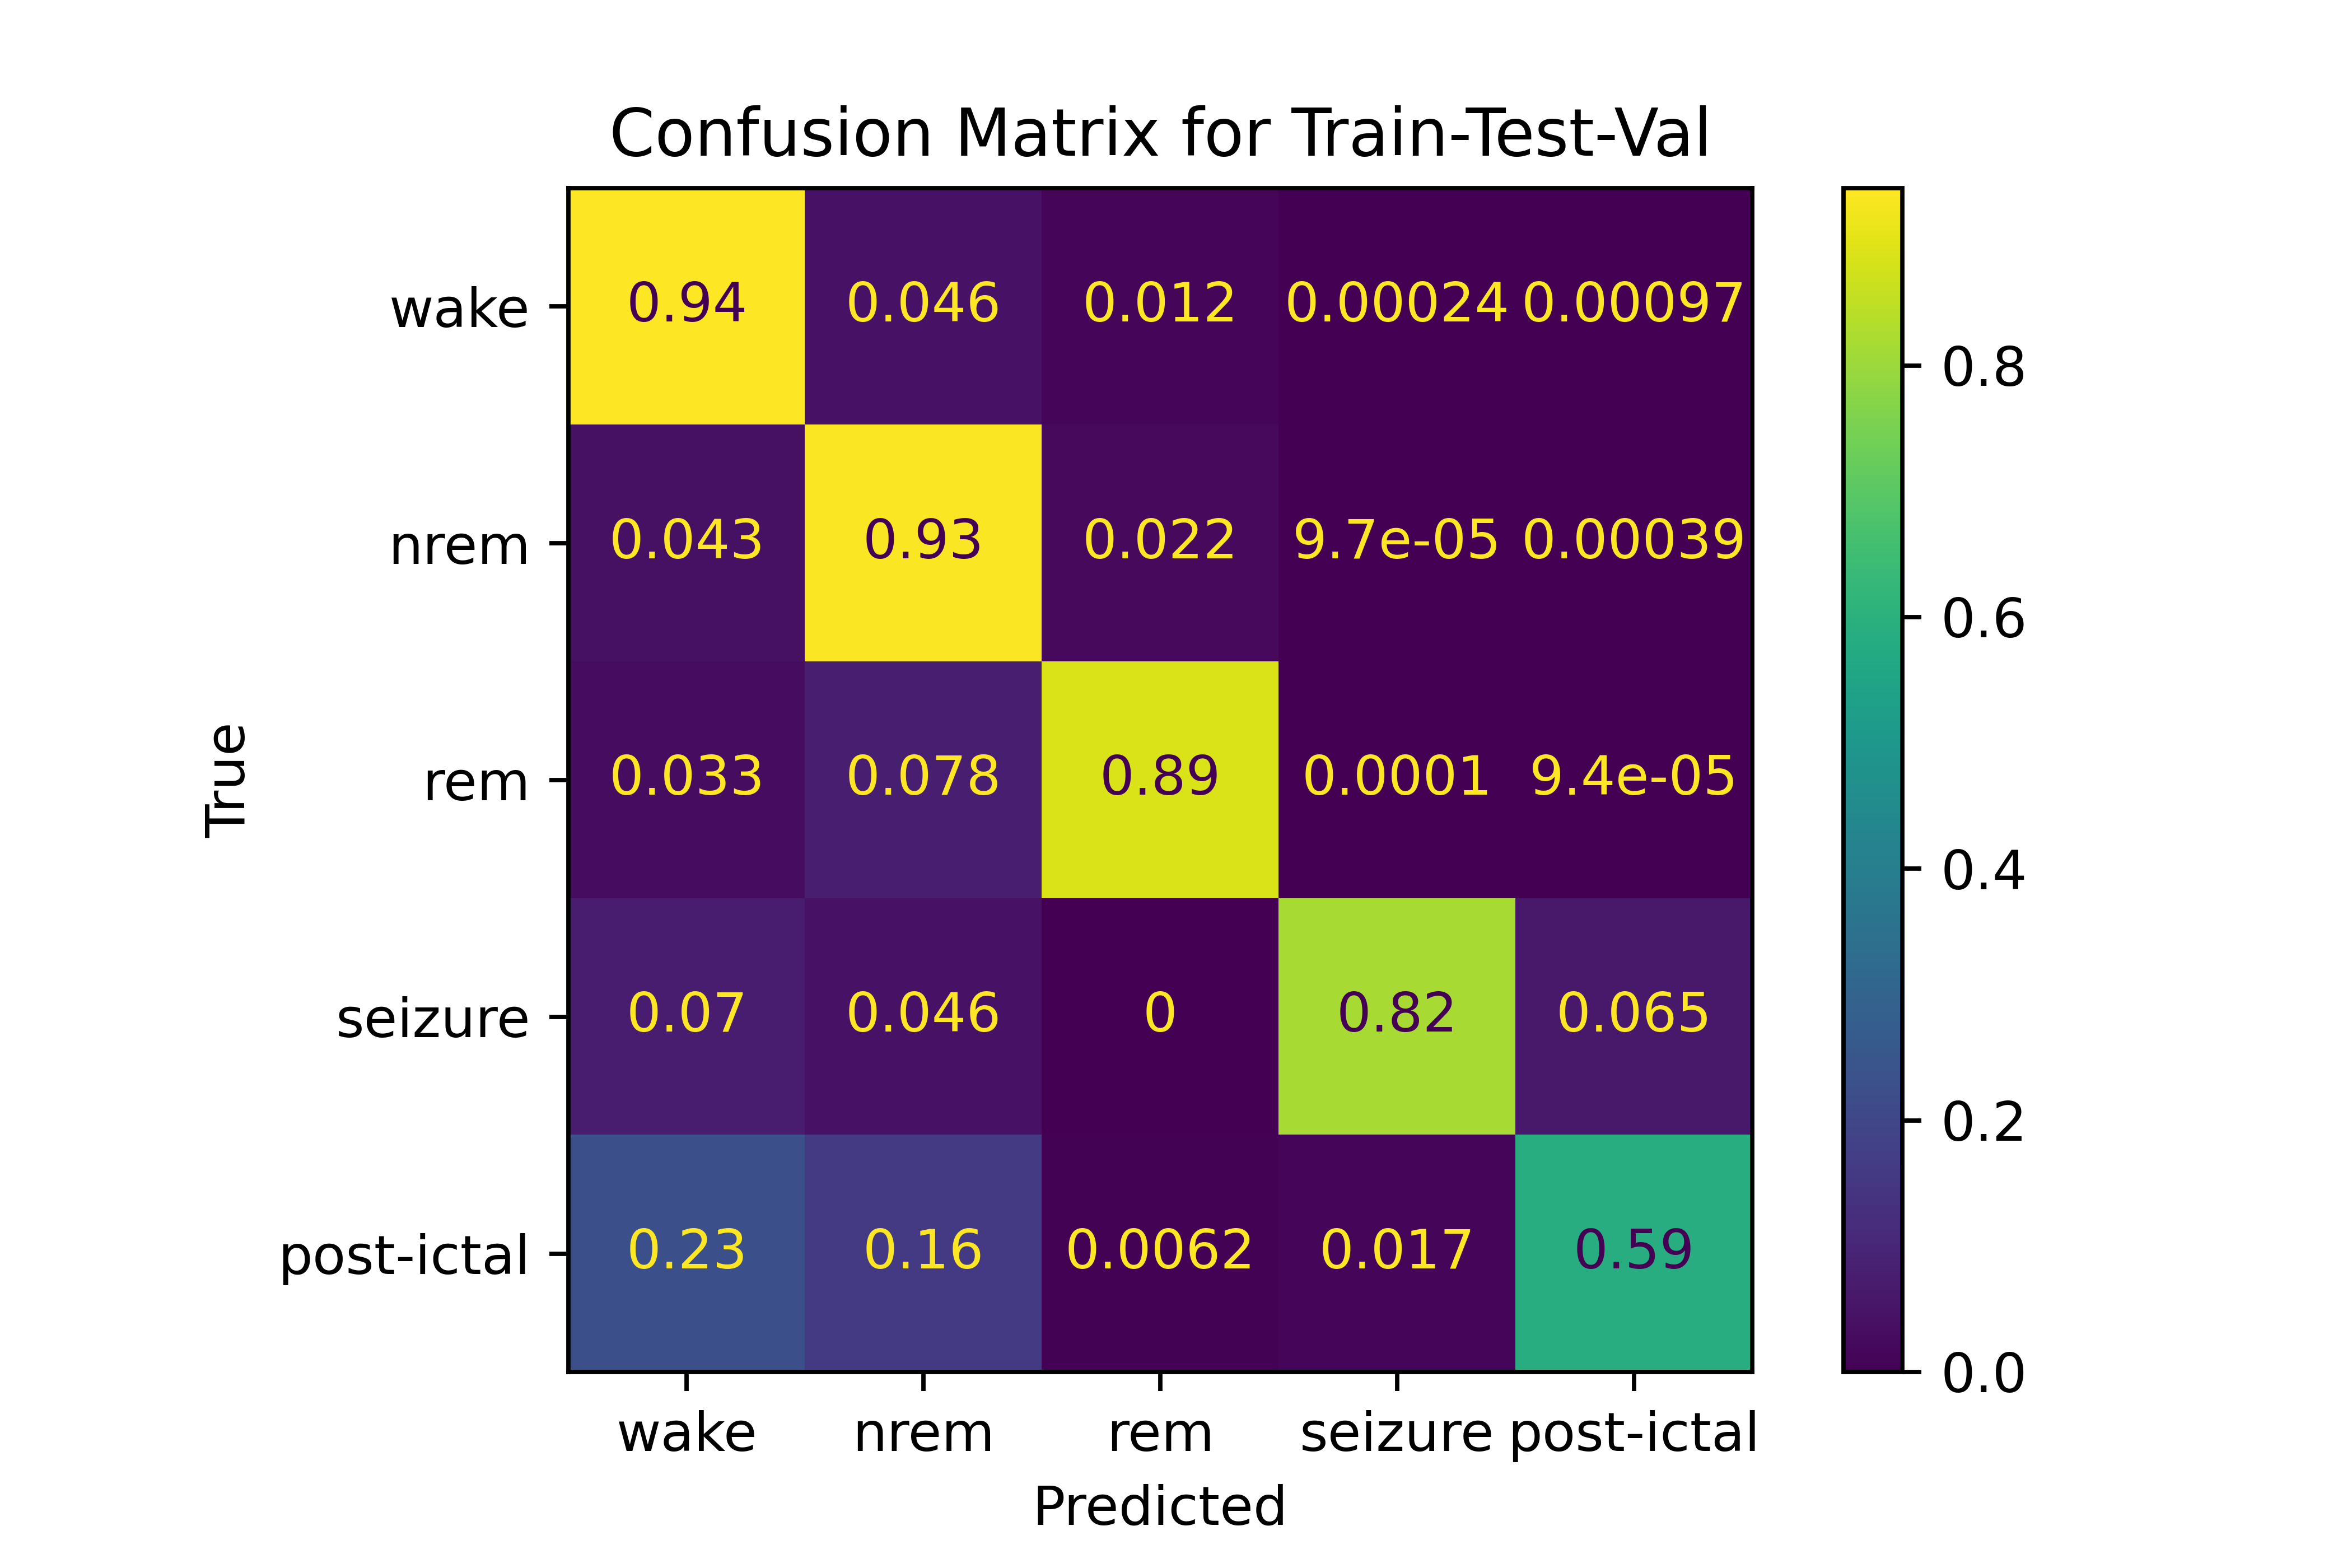 Confusion Matrix for Train-Test-Val
wake 0.94 0.046 0.012 0.00024 0.00097
nrem 0.043 0.93 0.022 9.7e-05 0.00039
rem 0.033 0.078 0.89 0.0001 9.4e-05
seizure 0.07 0.046 0 0.82 0.065
post-ictal 0.23 0.16 0.0062 0.017 0.59
True
wake nrem rem seizure post-ictal
Predicted
0.8
0.6
0.4
0.2
0.0